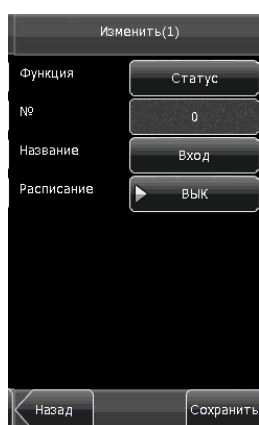 Изменить(1)
Функция Статус
№ 0
Название Вход
Расписание ВЫК
Назад Сохранить